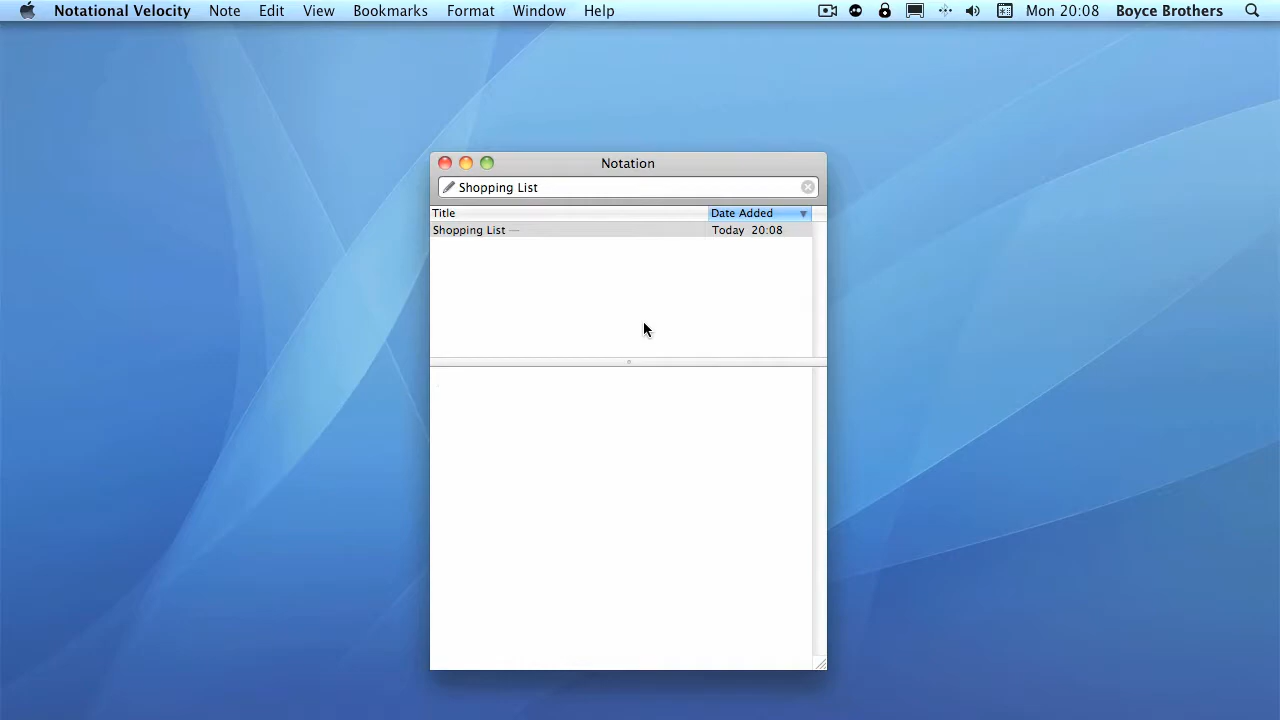 Notational Velocity Note Edit View Bookmarks Format Window Help Mon 20:08 Boyce Brothers
Notation
Shopping List
Title Date Added
Shopping List — Today 20:08